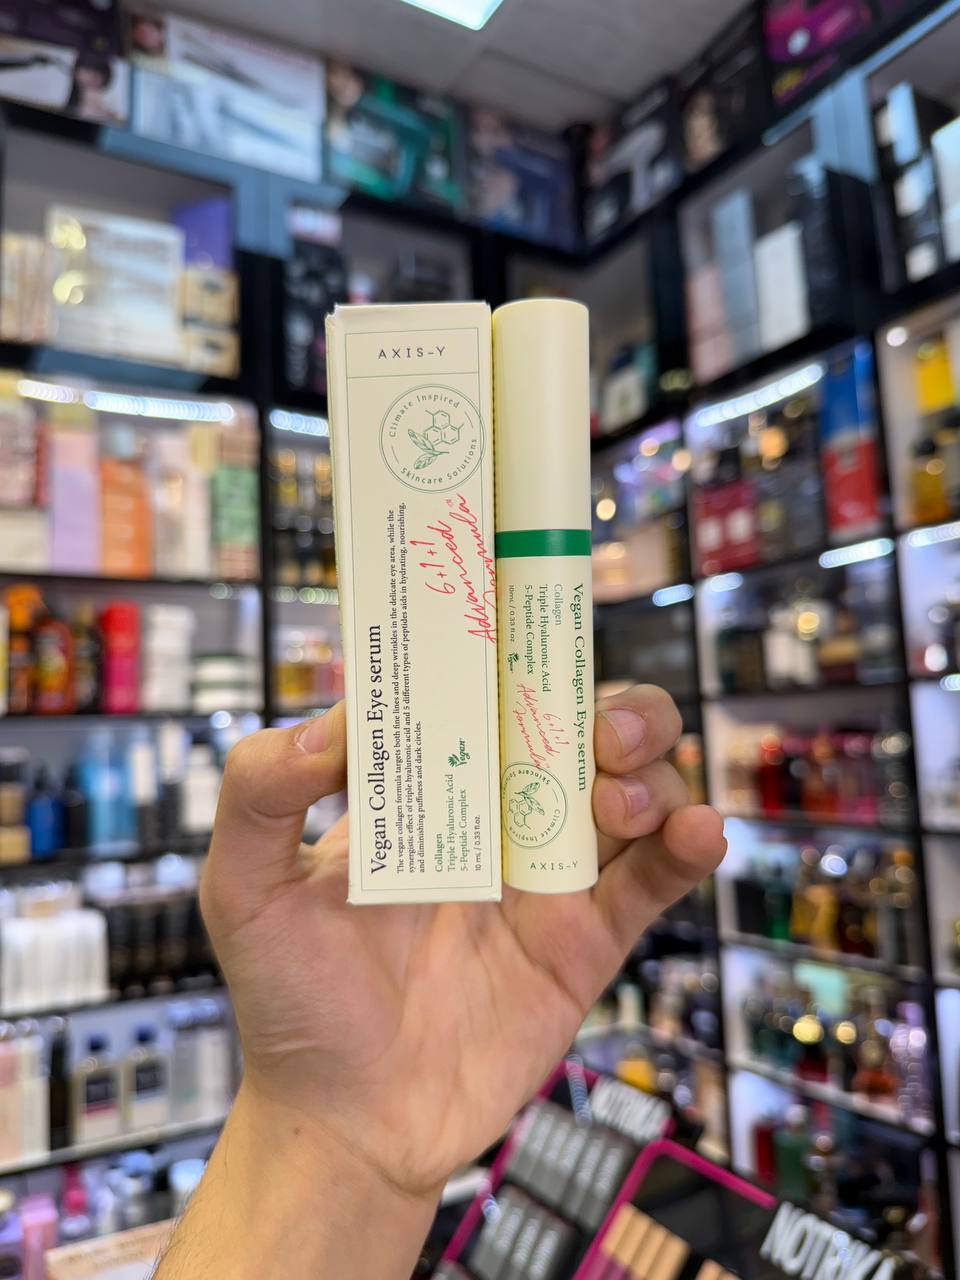 AXIS-Y
Climate Inspired
Skincare Solutions
6+1+1
Advanced
Formula
TM
Vegan Collagen Eye serum
The vegan collagen formula targets both fine lines and deep wrinkles in the delicate eye area, while the
synergistic effect of triple hyaluronic acid and 5 different types of peptides aids in hydrating, nourishing,
and diminishing puffiness and dark circles.
Collagen
Triple Hyaluronic Acid
5-Peptide Complex
Vegan
10 mL / 0.33 fl oz.
Vegan Collagen Eye serum
Collagen
Triple Hyaluronic Acid
5-Peptide Complex
10mL / 0.33 fl oz.
Vegan
6+1+1
Advanced
Formula
Climate Inspired
Skincare Solutions
AXIS-Y